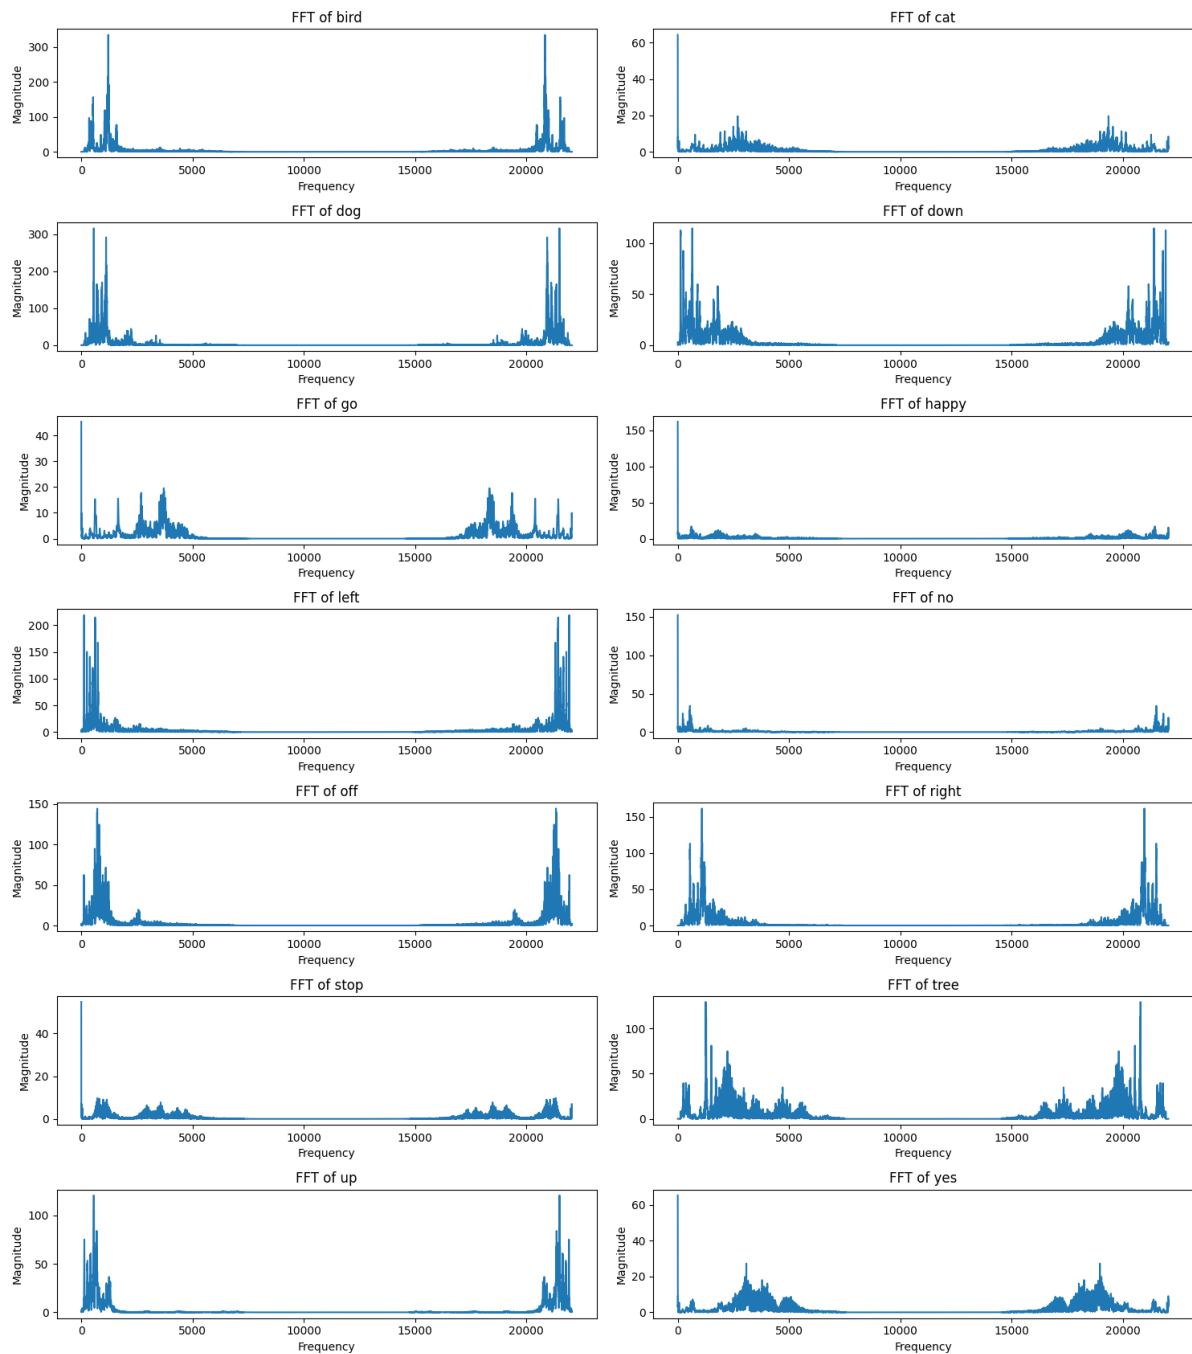 FFT of bird
Magnitude
300
200
100
0
0 5000 10000 15000 20000
Frequency
FFT of cat
Magnitude
60
40
20
0
0 5000 10000 15000 20000
Frequency
FFT of dog
Magnitude
300
200
100
0
0 5000 10000 15000 20000
Frequency
FFT of down
Magnitude
100
50
0
0 5000 10000 15000 20000
Frequency
FFT of go
Magnitude
40
30
20
10
0
0 5000 10000 15000 20000
Frequency
FFT of happy
Magnitude
150
100
50
0
0 5000 10000 15000 20000
Frequency
FFT of left
Magnitude
200
150
100
50
0
0 5000 10000 15000 20000
Frequency
FFT of no
Magnitude
150
100
50
0
0 5000 10000 15000 20000
Frequency
FFT of off
Magnitude
150
100
50
0
0 5000 10000 15000 20000
Frequency
FFT of right
Magnitude
150
100
50
0
0 5000 10000 15000 20000
Frequency
FFT of stop
Magnitude
40
20
0
0 5000 10000 15000 20000
Frequency
FFT of tree
Magnitude
100
50
0
0 5000 10000 15000 20000
Frequency
FFT of up
Magnitude
100
50
0
0 5000 10000 15000 20000
Frequency
FFT of yes
Magnitude
60
40
20
0
0 5000 10000 15000 20000
Frequency